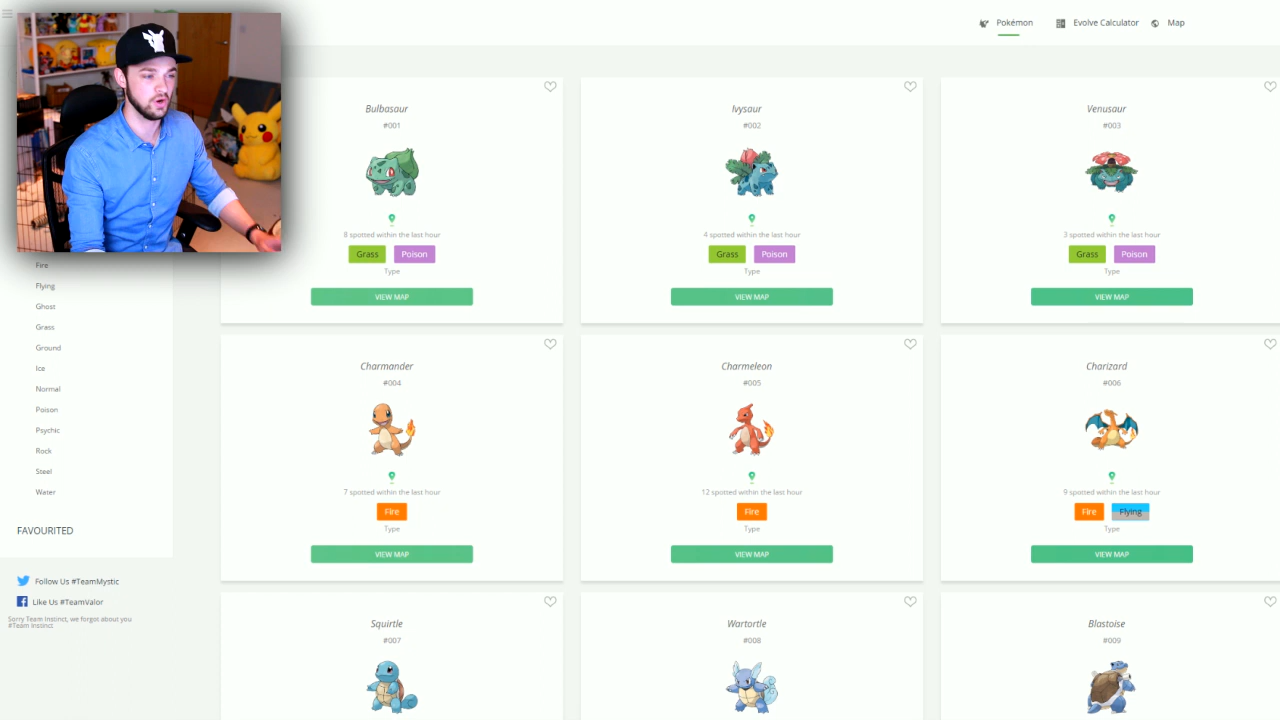 Pokémon
Evolve Calculator
Map
Bulbasaur
#001
8 spotted within the last hour
Grass
Poison
Type
VIEW MAP
Ivysaur
#002
4 spotted within the last hour
Grass
Poison
Type
VIEW MAP
Venusaur
#003
3 spotted within the last hour
Grass
Poison
Type
VIEW MAP
Fire
Flying
Ghost
Grass
Ground
Ice
Normal
Poison
Psychic
Rock
Steel
Water
FAVOURITED
Follow Us #TeamMystic
Like Us #TeamValor
Sorry Team Instinct, we forgot about you
#Team Instinct
Charmander
#004
7 spotted within the last hour
Fire
Type
VIEW MAP
Charmeleon
#005
12 spotted within the last hour
Fire
Type
VIEW MAP
Charizard
#006
9 spotted within the last hour
Fire
Flying
Type
VIEW MAP
Squirtle
#007
Wartortle
#008
Blastoise
#009